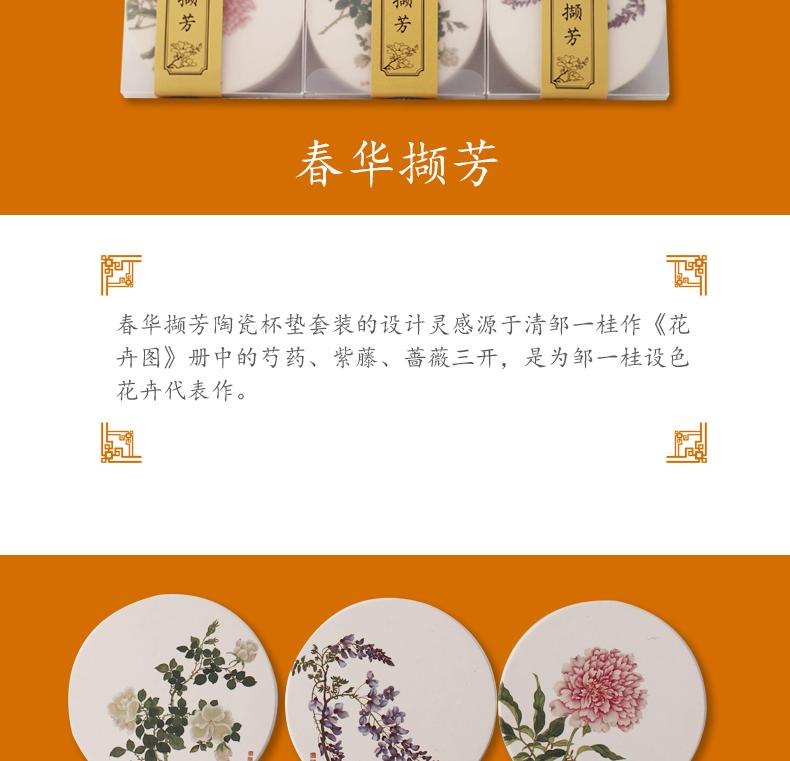 撷芳
撷芳
撷芳
春华撷芳
春华撷芳陶瓷杯垫套装的设计灵感源于清邹一桂作《花
卉图》册中的芍药、紫藤、蔷薇三开，是为邹一桂设色
花卉代表作。